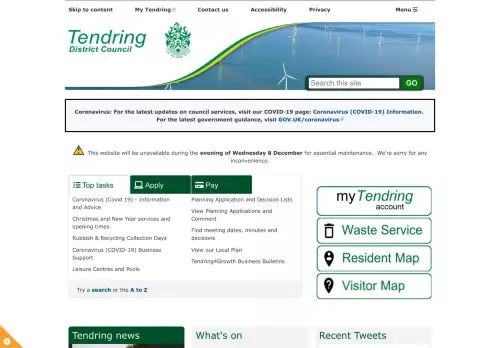 Skip to content
My Tendring
Contact us
Accessibility
Privacy
Menu ☰
Tendring
District Council
Search this site
GO
Coronavirus: For the latest updates on council services, visit our COVID-19 page: Coronavirus (COVID-19) Information.
For the latest government guidance, visit GOV.UK/coronavirus
This website will be unavailable during the evening of Wednesday 8 December for essential maintenance. We're sorry for any
inconvenience.
Top tasks
Apply
Pay
Coronavirus (Covid 19) - Information
and Advice
Christmas and New Year services and
opening times
Rubbish & Recycling Collection Days
Coronavirus (COVID-19) Business
Support
Leisure Centres and Pools
Planning Application and Decision Lists
View Planning Applications and
Comment
Find meeting dates, minutes and
decisions
View our Local Plan
Tendring4Growth Business Bulletins
Try a search or the A to Z
my Tendring
account
Waste Service
Resident Map
Visitor Map
Tendring news
What's on
Recent Tweets